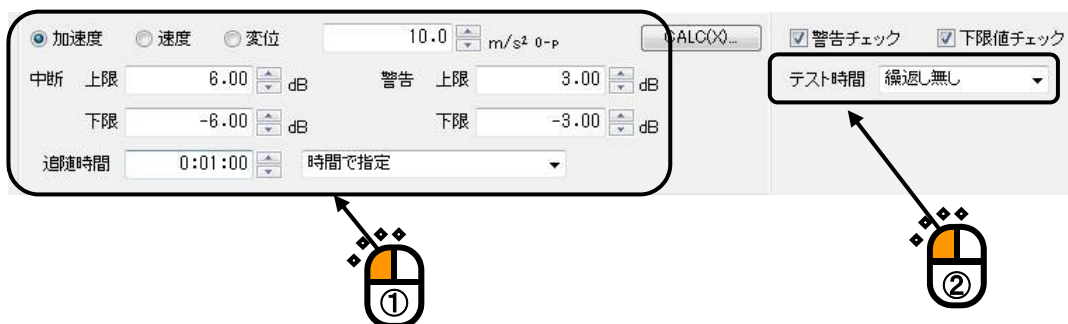 加速度 速度 変位 10.0 m/s² 0-P CALC(X)... 警告チェック 下限値チェック
中断 上限 6.00 dB 警告 上限 3.00 dB テスト時間 繰返し無し
下限 -6.00 dB 下限 -3.00 dB
追随時間 0:01:00 時間で指定
① ②